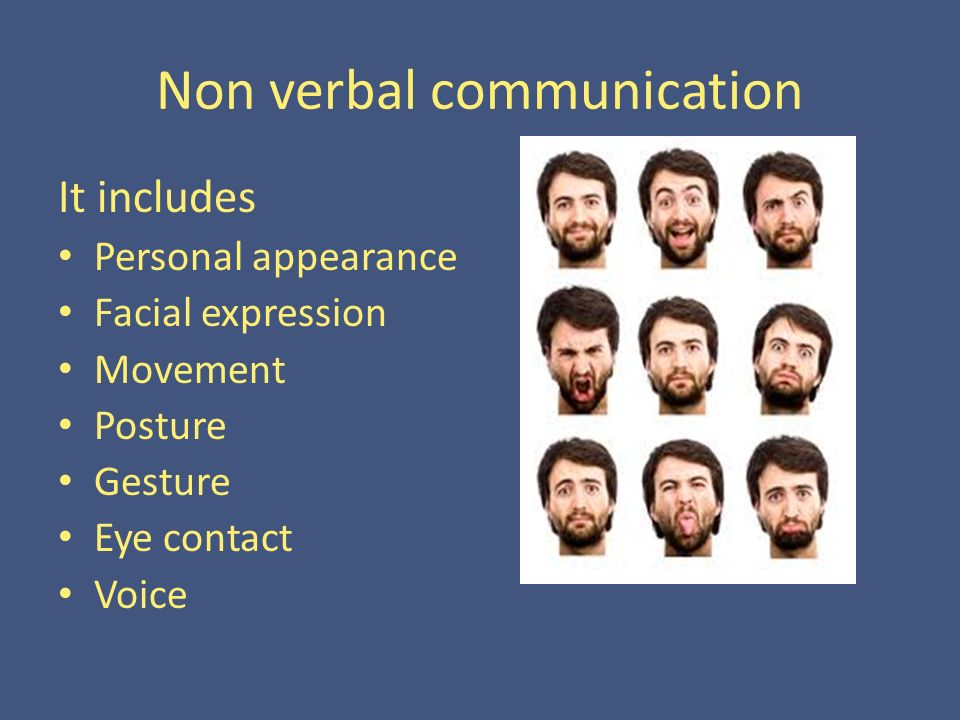 Non verbal communication
It includes
• Personal appearance
• Facial expression
• Movement
• Posture
• Gesture
• Eye contact
• Voice